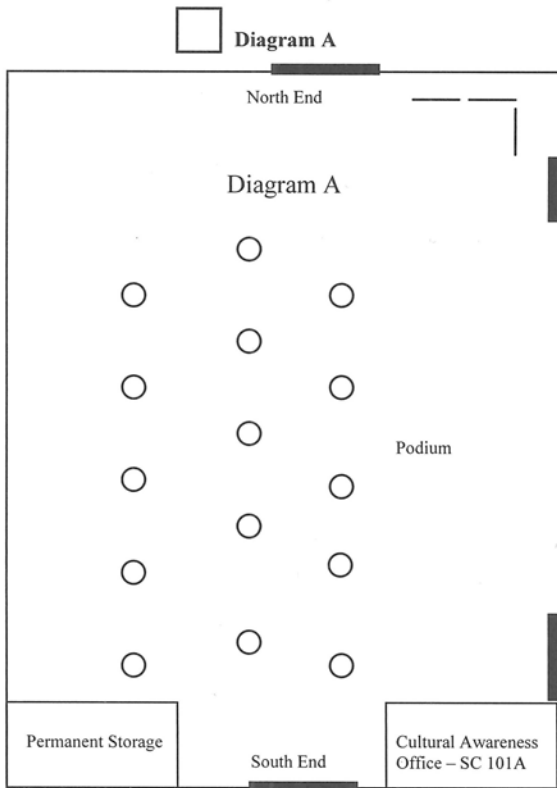 Diagram A
North End
Diagram A
Podium
Permanent Storage
Cultural Awareness
Office – SC 101A
South End